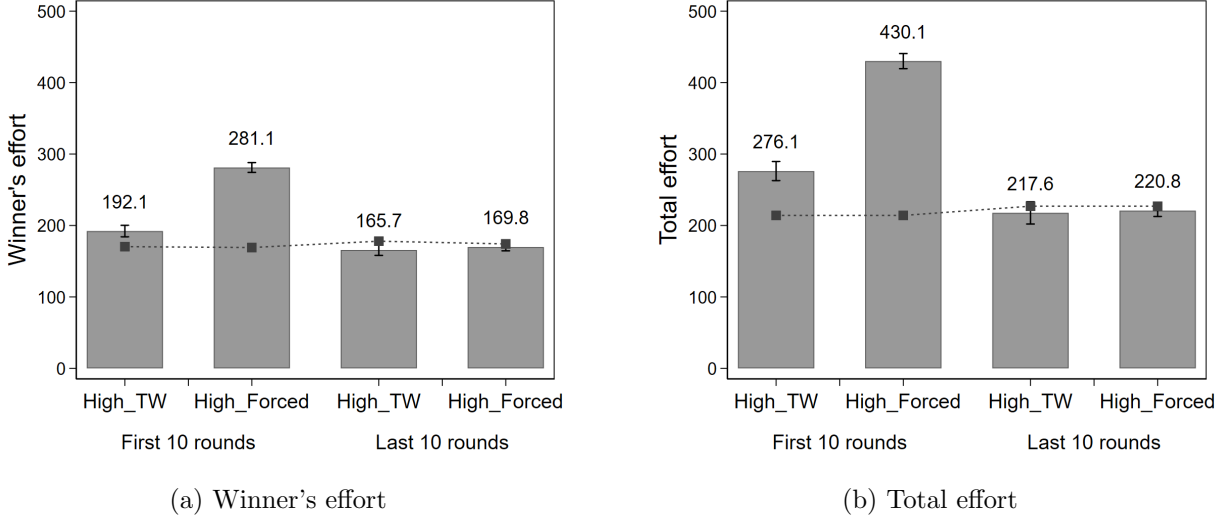 Winner's effort
500
400
300
200
100
0
192.1
281.1
165.7
169.8
High_TW
High_Forced
High_TW
High_Forced
First 10 rounds
Last 10 rounds
(a) Winner's effort
Total effort
500
400
300
200
100
0
276.1
430.1
217.6
220.8
High_TW
High_Forced
High_TW
High_Forced
First 10 rounds
Last 10 rounds
(b) Total effort